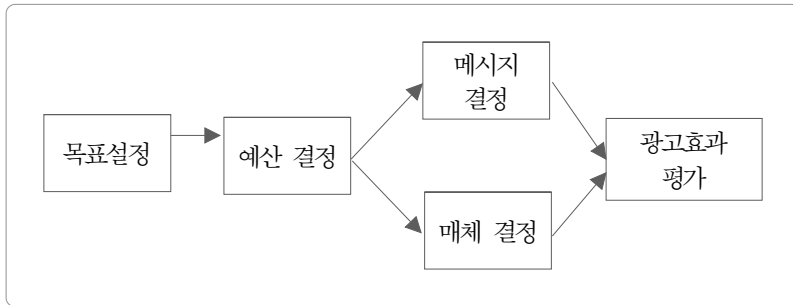 목표설정
예산 결정
메시지
결정
매체 결정
광고효과
평가